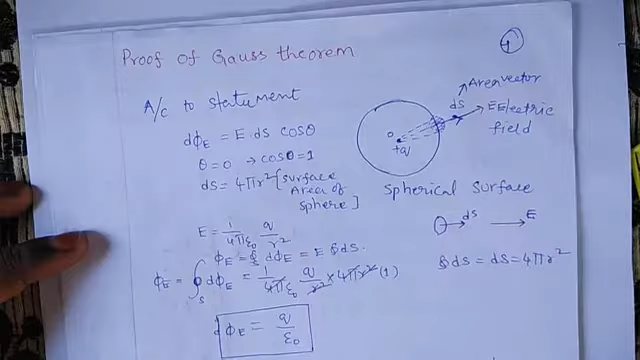 Proof of Gauss theorem
1
A/c to statument
dϕE = E . ds cosθ
θ = 0 → cosθ = 1
ds = 4πr² [surface
Area of
sphere]
E = 1/4πε0 q/r²
ϕE = ∮s dϕE = E ∮ds.
ϕE = ∮s dϕE = 1/4πε0 q/r² × 4πr² (1)
dϕE = q/ε0
Area vector
ds
E Electric
field
o
+q
Spherical surface
ds E
∮ds = ds = 4πr²